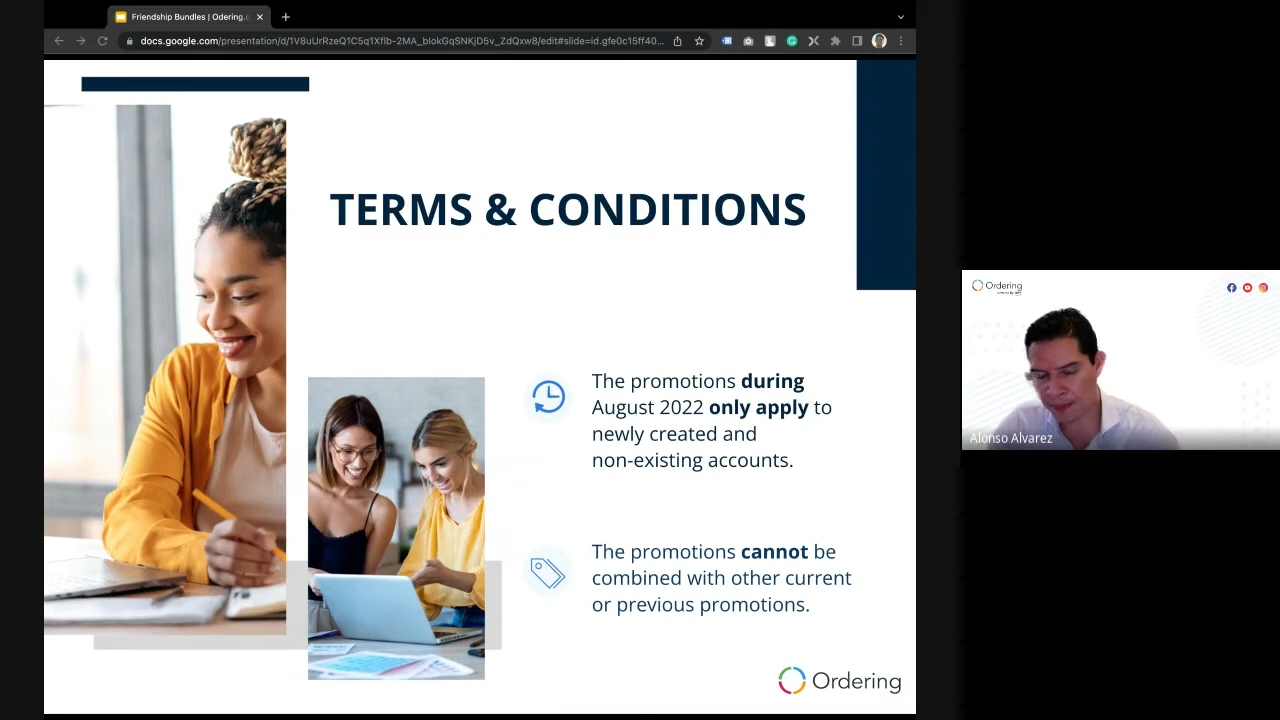 Friendship Bundles | Odering.c
docs.google.com/presentation/d/1V8uUrRzeQ1C5q1Xflb-2MA_bIokGqSNKjD5v_ZdQxw8/edit#slide=id.gfe0c15ff40...
TERMS & CONDITIONS
The promotions during
August 2022 only apply to
newly created and
non-existing accounts.
The promotions cannot be
combined with other current
or previous promotions.
Ordering
Ordering
Alonso Alvarez